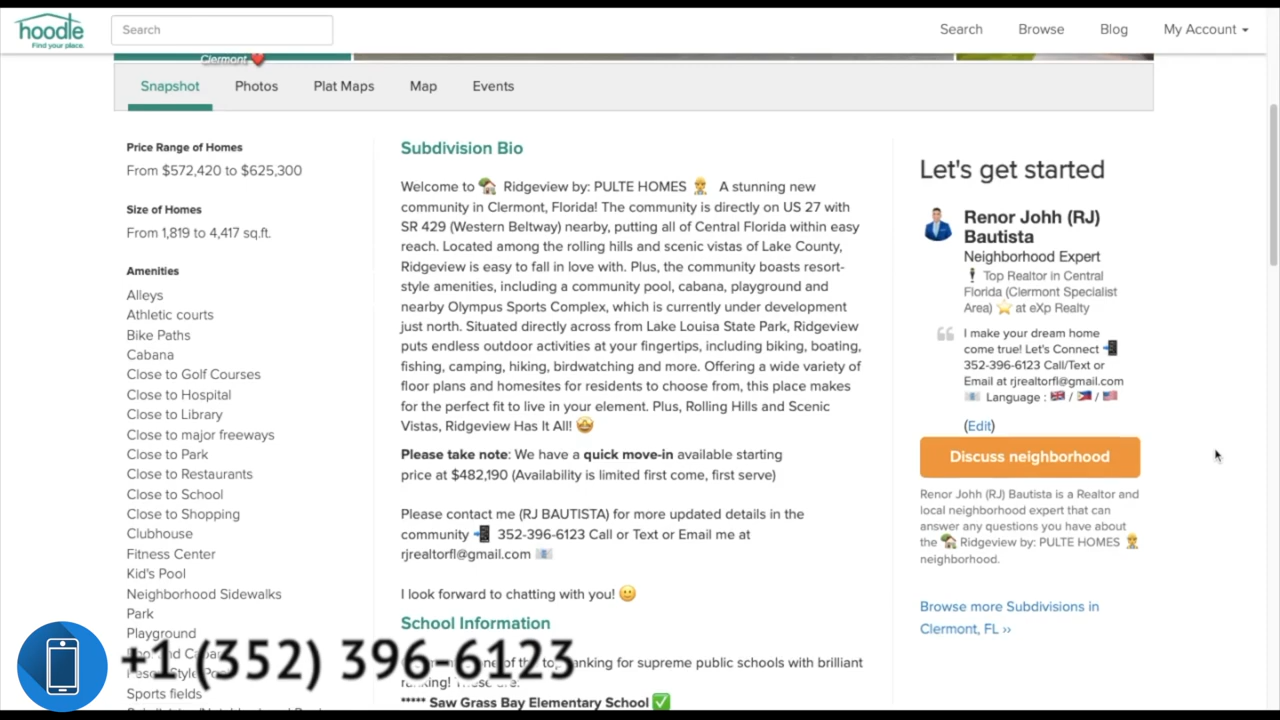 hoodle
Find your place.
Search
Search
Browse
Blog
My Account
Clermont
Snapshot
Photos
Plat Maps
Map
Events
Price Range of Homes
From $572,420 to $625,300
Size of Homes
From 1,819 to 4,417 sq.ft.
Amenities
Alleys
Athletic courts
Bike Paths
Cabana
Close to Golf Courses
Close to Hospital
Close to Library
Close to major freeways
Close to Park
Close to Restaurants
Close to School
Close to Shopping
Clubhouse
Fitness Center
Kid's Pool
Neighborhood Sidewalks
Park
Playground
Sports fields
Subdivision Bio
Welcome to 🏡 Ridgeview by: PULTE HOMES 👷 A stunning new
community in Clermont, Florida! The community is directly on US 27 with
SR 429 (Western Beltway) nearby, putting all of Central Florida within easy
reach. Located among the rolling hills and scenic vistas of Lake County,
Ridgeview is easy to fall in love with. Plus, the community boasts resort-
style amenities, including a community pool, cabana, playground and
nearby Olympus Sports Complex, which is currently under development
just north. Situated directly across from Lake Louisa State Park, Ridgeview
puts endless outdoor activities at your fingertips, including biking, boating,
fishing, camping, hiking, birdwatching and more. Offering a wide variety of
floor plans and homesites for residents to choose from, this place makes
for the perfect fit to live in your element. Plus, Rolling Hills and Scenic
Vistas, Ridgeview Has It All! 🤩
Please take note: We have a quick move-in available starting
price at $482,190 (Availability is limited first come, first serve)
Please contact me (RJ BAUTISTA) for more updated details in the
community 📲 352-396-6123 Call or Text or Email me at
rjrealtorfl@gmail.com 📧
I look forward to chatting with you! 🙂
School Information
ranking for supreme public schools with brilliant
ranking!
***** Saw Grass Bay Elementary School ✅
Let's get started
Renor Johh (RJ)
Bautista
Neighborhood Expert
🕴 Top Realtor in Central
Florida (Clermont Specialist
Area) ⭐ at eXp Realty
I make your dream home
come true! Let's Connect 📲
352-396-6123 Call/Text or
Email at rjrealtorfl@gmail.com
📧 Language : 🇬🇧 / 🇵🇭 / 🇺🇸
(Edit)
Discuss neighborhood
Renor Johh (RJ) Bautista is a Realtor and
local neighborhood expert that can
answer any questions you have about
the 🏡 Ridgeview by: PULTE HOMES 👷
neighborhood.
Browse more Subdivisions in
Clermont, FL ››
+1 (352) 396-6123